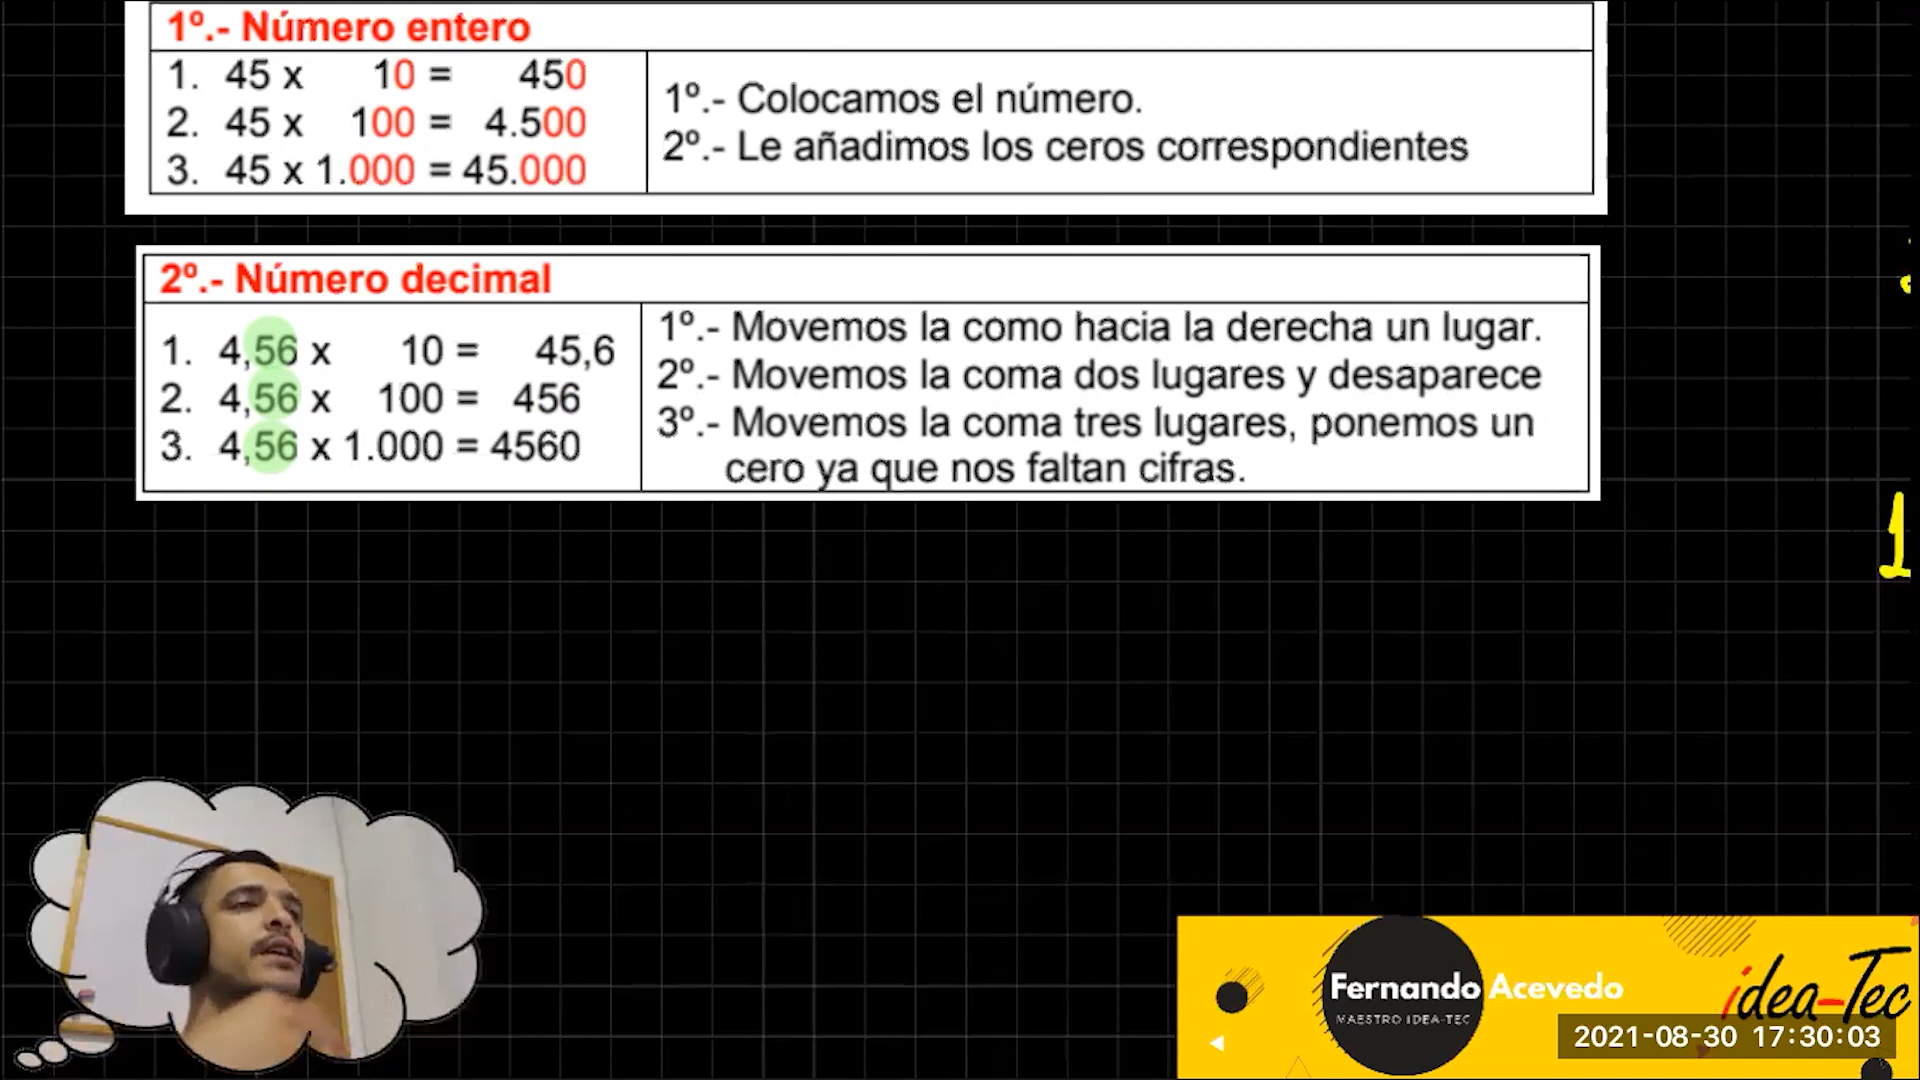 1º.- Número entero
1. 45 x 10 = 450
2. 45 x 100 = 4.500
3. 45 x 1.000 = 45.000
1º.- Colocamos el número.
2º.- Le añadimos los ceros correspondientes
2º.- Número decimal
1. 4,56 x 10 = 45,6
2. 4,56 x 100 = 456
3. 4,56 x 1.000 = 4560
1º.- Movemos la como hacia la derecha un lugar.
2º.- Movemos la coma dos lugares y desaparece
3º.- Movemos la coma tres lugares, ponemos un
cero ya que nos faltan cifras.
1
Fernando Acevedo
MAESTRO IDEA-TEC
idea-Tec
2021-08-30 17:30:03